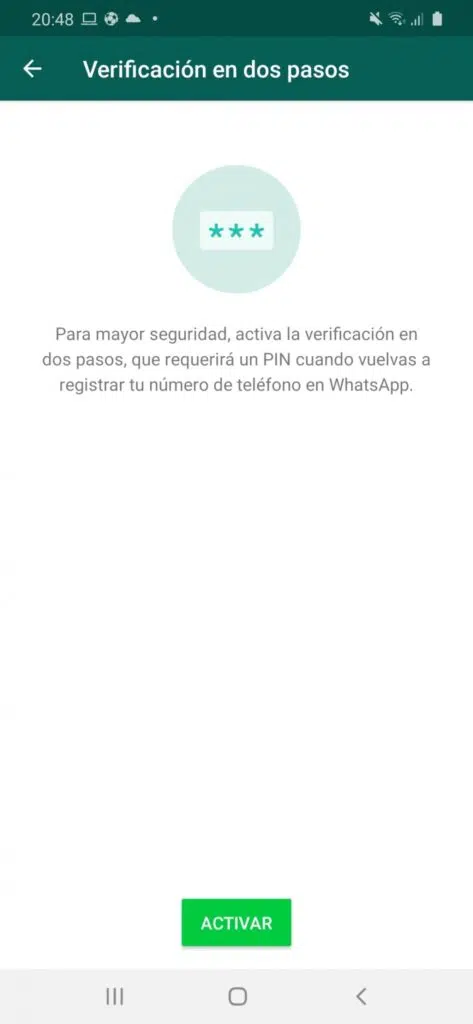 20:48
Verificación en dos pasos
***
Para mayor seguridad, activa la verificación en
dos pasos, que requerirá un PIN cuando vuelvas a
registrar tu número de teléfono en WhatsApp.
ACTIVAR